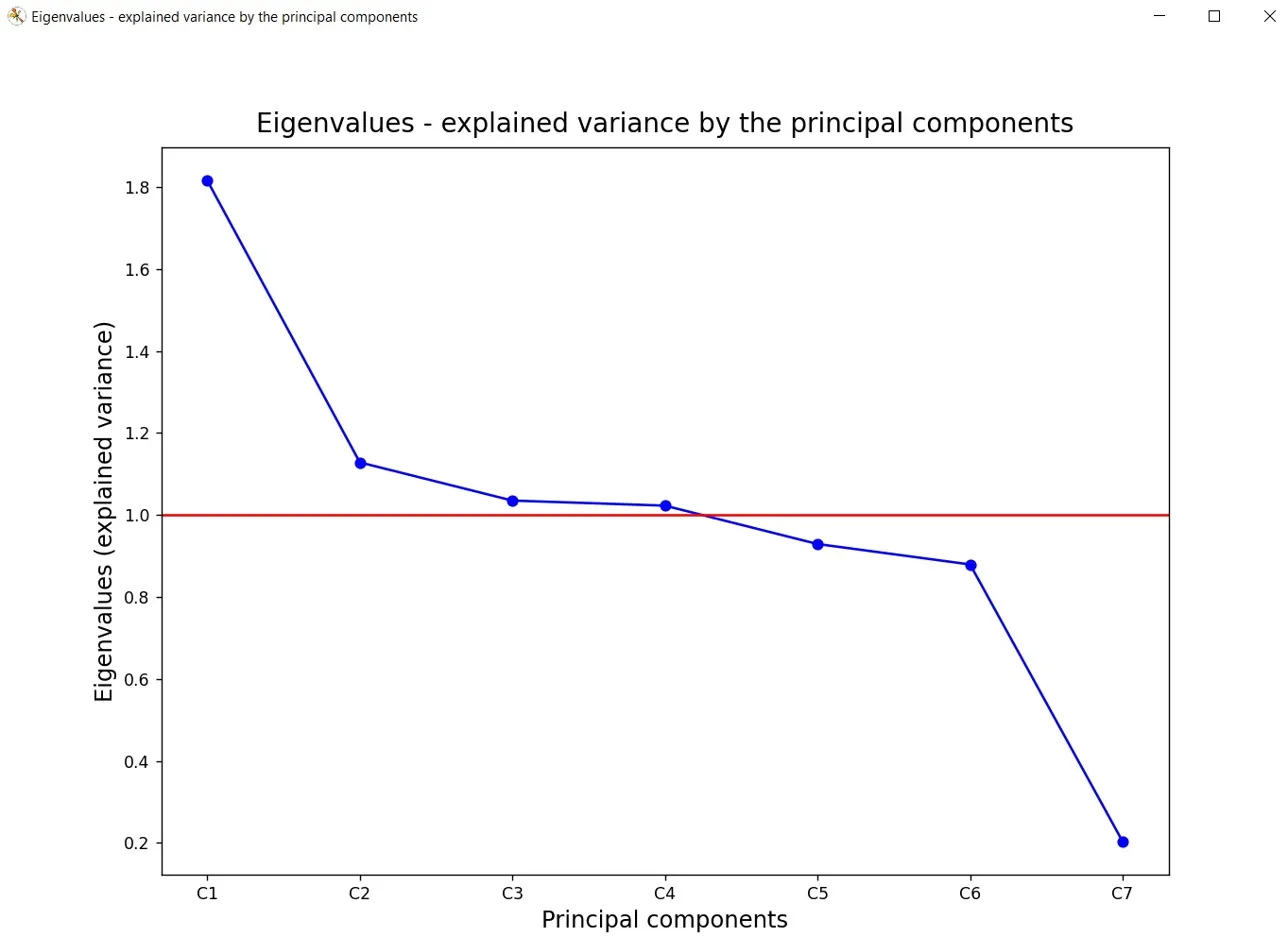 Eigenvalues - explained variance by the principal components
Eigenvalues - explained variance by the principal components
Eigenvalues (explained variance)
1.8
1.6
1.4
1.2
1.0
0.8
0.6
0.4
0.2
C1 C2 C3 C4 C5 C6 C7
Principal components